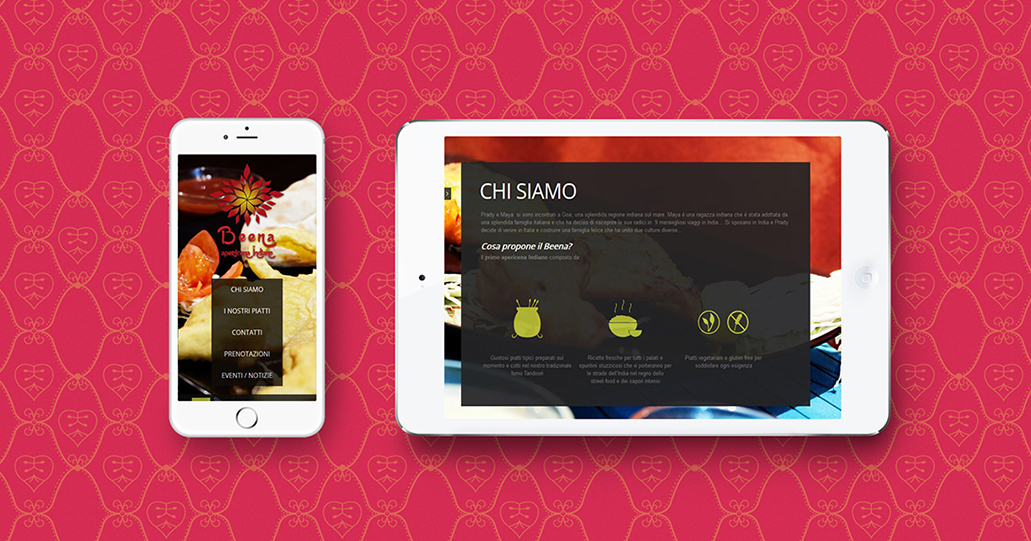 Beena
apericena indiana
CHI SIAMO
I NOSTRI PIATTI
CONTATTI
PRENOTAZIONI
EVENTI / NOTIZIE
CHI SIAMO
Prady e Maya si sono incontrati a Goa, una splendida regione indiana sul mare. Maya è una ragazza indiana che è stata adottata da
una splendida famiglia italiana e che ha deciso di riscoprire le sue radici in 9 meravigliosi viaggi in India... Si sposano in India e Prady
decide di venire in Italia e costruire una famiglia felice che ha unito due culture diverse...
Cosa propone il Beena?
Il primo apericena Indiano composto da:
Gustosi piatti tipici preparati sul
momento e cotti nel nostro tradizionale
forno Tandoori
Ricette fresche per tutti i palati e
spuntini stuzzicosi che vi porteranno per
le strade dell'India nel regno dello
street food e dei sapori intensi
Piatti vegetariani e gluten free per
soddisfare ogni esigenza